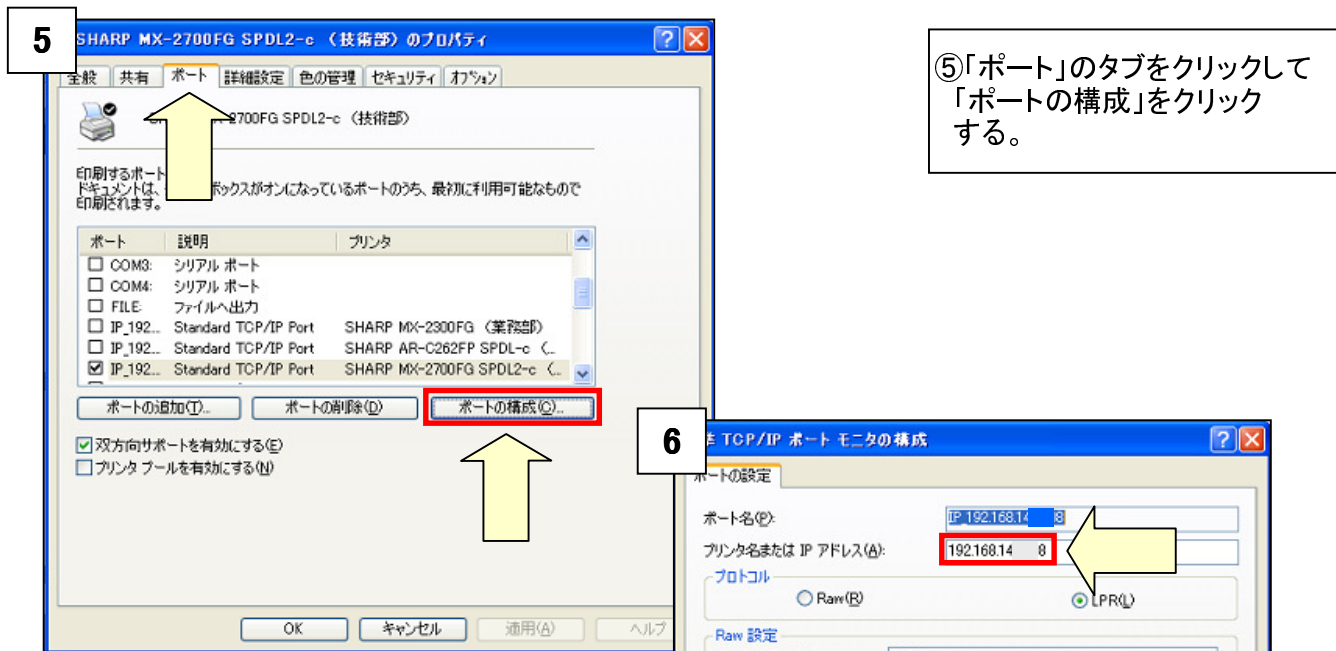 5
SHARP MX-2700FG SPDL2-c （技術部）のプロパティ
全般 共有 ポート 詳細設定 色の管理 セキュリティ オプション
2700FG SPDL2-c （技術部）
印刷するポート
ドキュメントは、 ボックスがオンになっているポートのうち、最初に利用可能なもので
印刷されます。
ポート 説明 プリンタ
COM3: シリアル ポート
COM4: シリアル ポート
FILE: ファイルへ出力
IP_192... Standard TCP/IP Port SHARP MX-2300FG （業務部）
IP_192... Standard TCP/IP Port SHARP AR-C262FP SPDL-c （...
IP_192... Standard TCP/IP Port SHARP MX-2700FG SPDL2-c （...
ポートの追加(T)... ポートの削除(D) ポートの構成(C)...
双方向サポートを有効にする(E)
プリンタ プールを有効にする(N)
OK キャンセル 適用(A) ヘルプ
⑤「ポート」のタブをクリックして
「ポートの構成」をクリック
する。
6
TCP/IP ポート モニタの構成
ポートの設定
ポート名(P): IP_192.168.14 8
プリンタ名または IP アドレス(A): 192.168.14 8
プロトコル
Raw(R) LPR(L)
Raw 設定